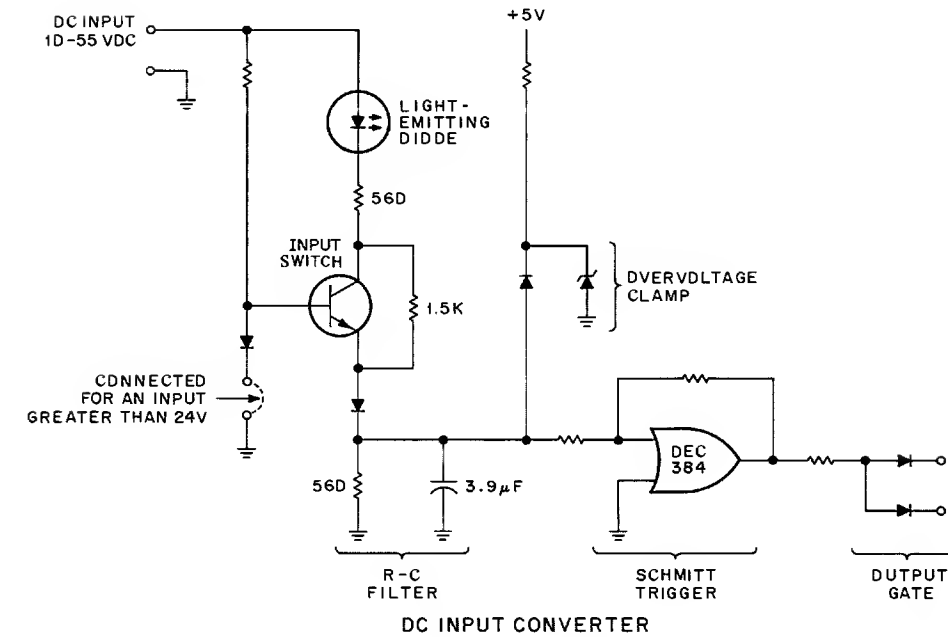 DC INPUT
1D-55 VDC
+5V
LIGHT-
EMITTING
DIDDE
56D
INPUT
SWITCH
1.5K
DVERVDLTAGE
CLAMP
CDNNECTED
FOR AN INPUT
GREATER THAN 24V
DEC
384
56D
3.9µF
R-C
FILTER
SCHMITT
TRIGGER
DUTPUT
GATE
DC INPUT CDNVERTER